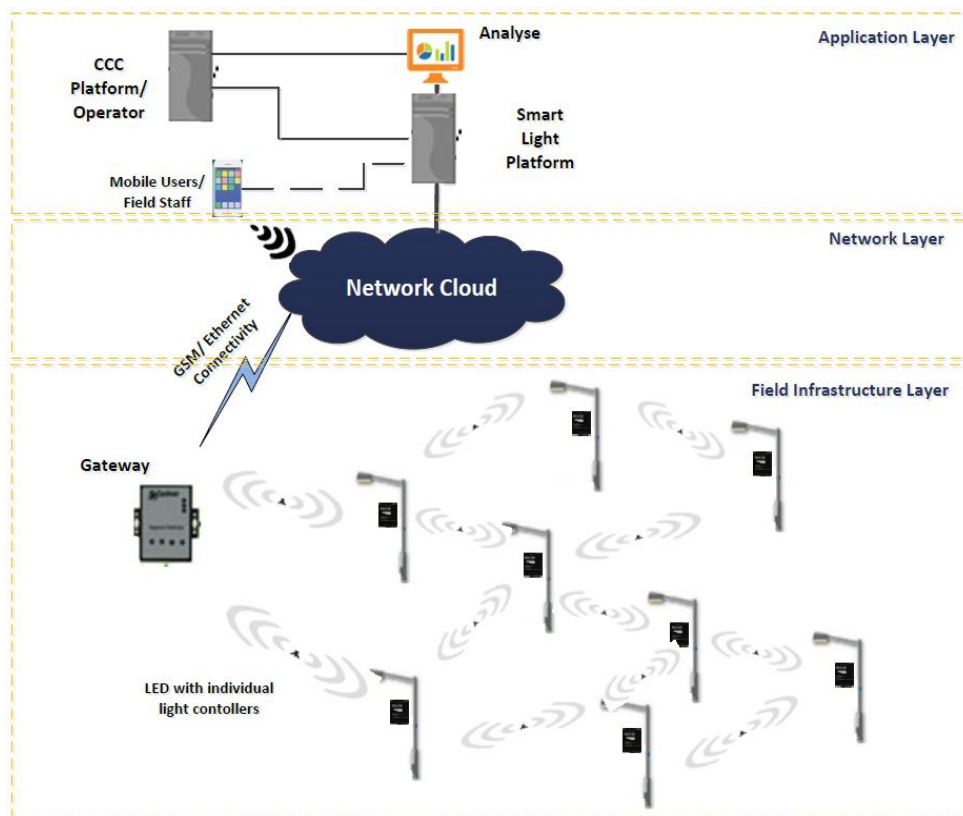 Application Layer
Analyse
CCC
Platform/
Operator
Smart
Light
Platform
Mobile Users/
Field Staff
Network Layer
Network Cloud
GSM/ Ethernet
Connectivity
Field Infrastructure Layer
Gateway
LED with individual
light contollers